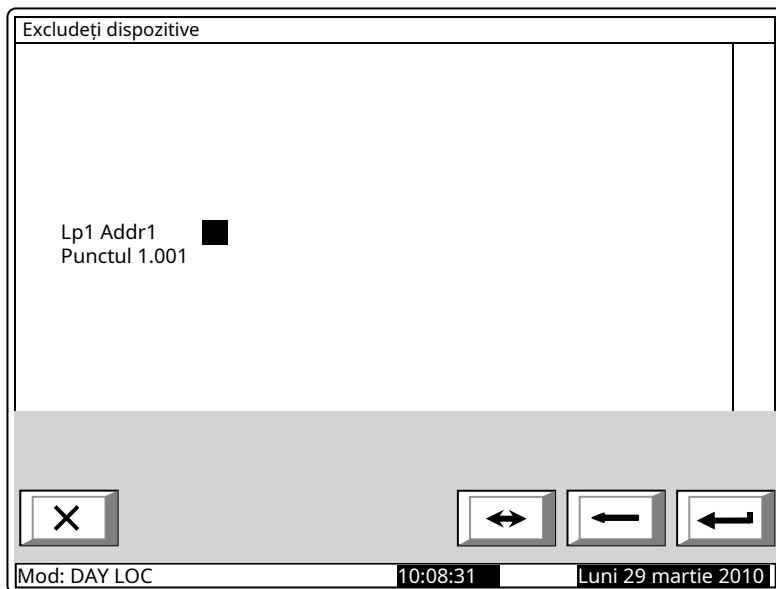 Excludeți dispozitive
Lp1 Addr1
Punctul 1.001
Mod: DAY LOC 10:08:31 Luni 29 martie 2010